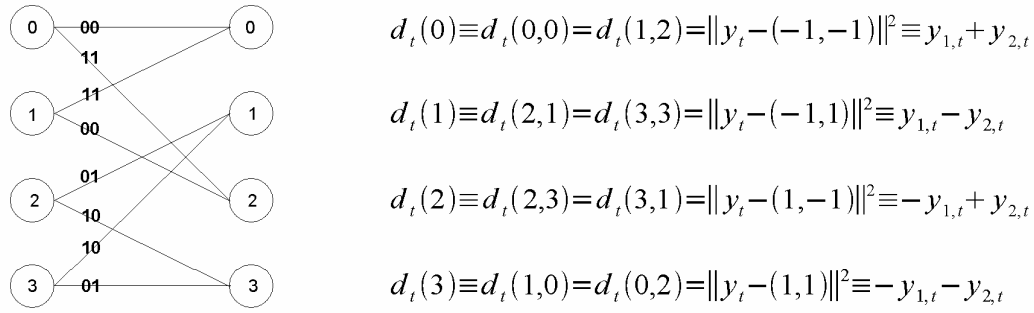 0 00 0 d_t(0)≡d_t(0,0)=d_t(1,2)=‖y_t−(−1,−1)‖²≡y_{1,t}+y_{2,t}
11
11
1 1 d_t(1)≡d_t(2,1)=d_t(3,3)=‖y_t−(−1,1)‖²≡y_{1,t}−y_{2,t}
00
01
2 2 d_t(2)≡d_t(2,3)=d_t(3,1)=‖y_t−(1,−1)‖²≡−y_{1,t}+y_{2,t}
10
10
3 01 3 d_t(3)≡d_t(1,0)=d_t(0,2)=‖y_t−(1,1)‖²≡−y_{1,t}−y_{2,t}